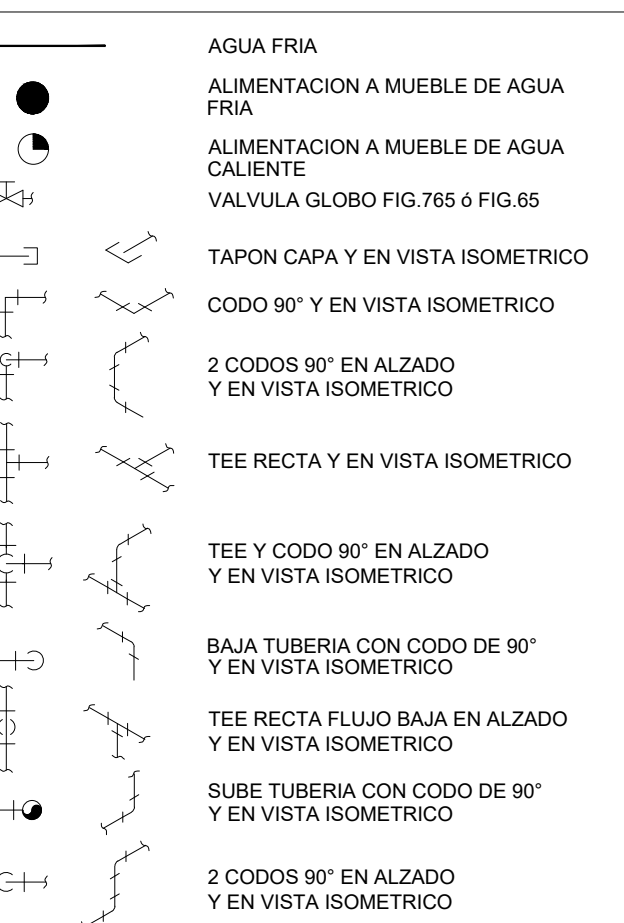 AGUA FRIA
ALIMENTACION A MUEBLE DE AGUA
FRIA
ALIMENTACION A MUEBLE DE AGUA
CALIENTE
VALVULA GLOBO FIG.765 ó FIG.65
TAPON CAPA Y EN VISTA ISOMETRICO
CODO 90° Y EN VISTA ISOMETRICO
2 CODOS 90° EN ALZADO
Y EN VISTA ISOMETRICO
TEE RECTA Y EN VISTA ISOMETRICO
TEE Y CODO 90° EN ALZADO
Y EN VISTA ISOMETRICO
BAJA TUBERIA CON CODO DE 90°
Y EN VISTA ISOMETRICO
TEE RECTA FLUJO BAJA EN ALZADO
Y EN VISTA ISOMETRICO
SUBE TUBERIA CON CODO DE 90°
Y EN VISTA ISOMETRICO
2 CODOS 90° EN ALZADO
Y EN VISTA ISOMETRICO